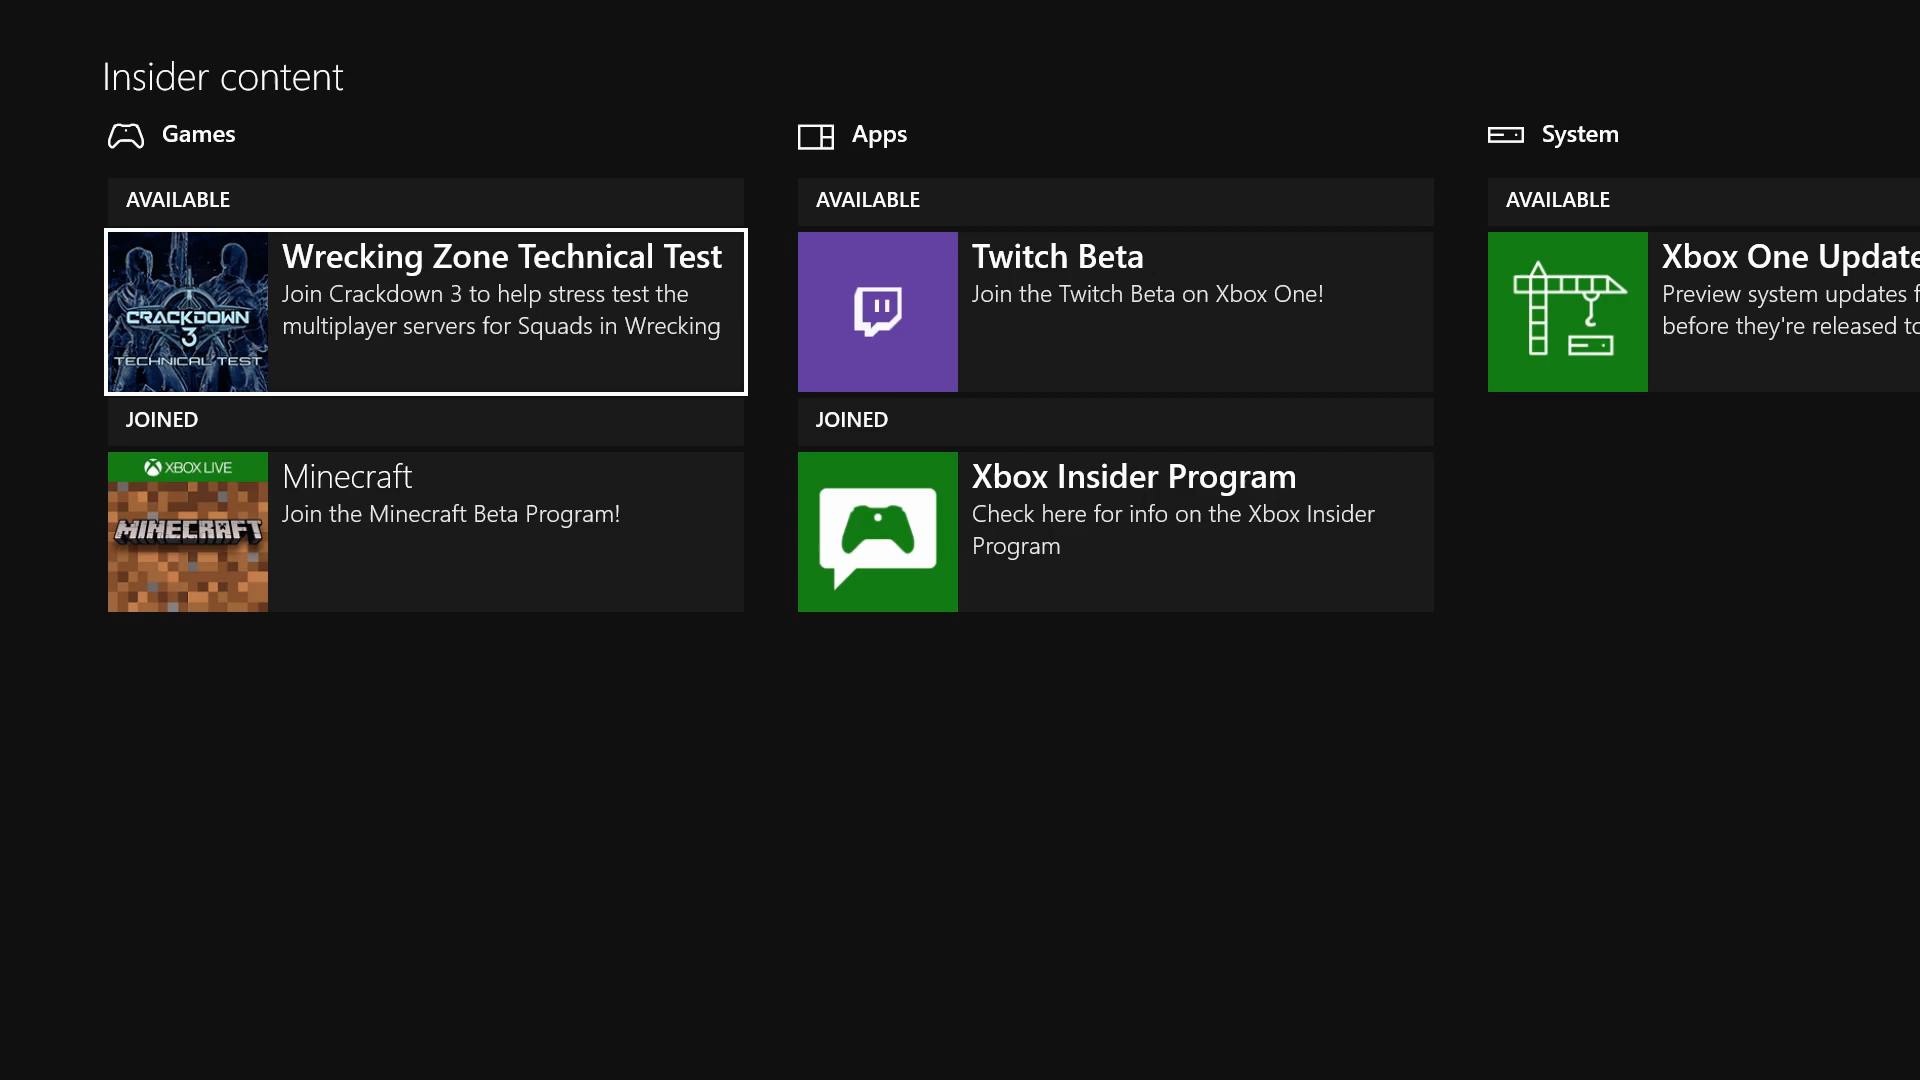 Insider content
Games
AVAILABLE
CRACKDOWN
3
TECHNICAL TEST
Wrecking Zone Technical Test
Join Crackdown 3 to help stress test the
multiplayer servers for Squads in Wrecking
JOINED
XBOX LIVE
MINECRAFT
Minecraft
Join the Minecraft Beta Program!
Apps
AVAILABLE
Twitch Beta
Join the Twitch Beta on Xbox One!
JOINED
Xbox Insider Program
Check here for info on the Xbox Insider
Program
System
AVAILABLE
Xbox One Update
Preview system updates f
before they're released to